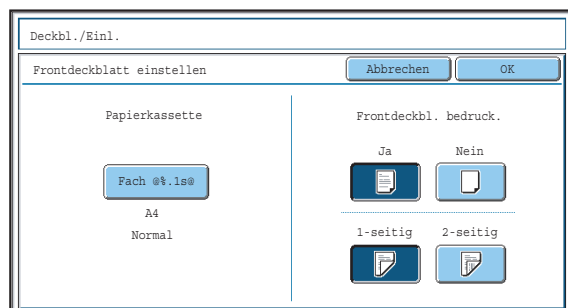 Deckbl./Einl.
Frontdeckblatt einstellen
Abbrechen
OK
Papierkassette
Frontdeckbl. bedruck.
Ja
Nein
Fach @%.1s@
A4
Normal
1-seitig
2-seitig